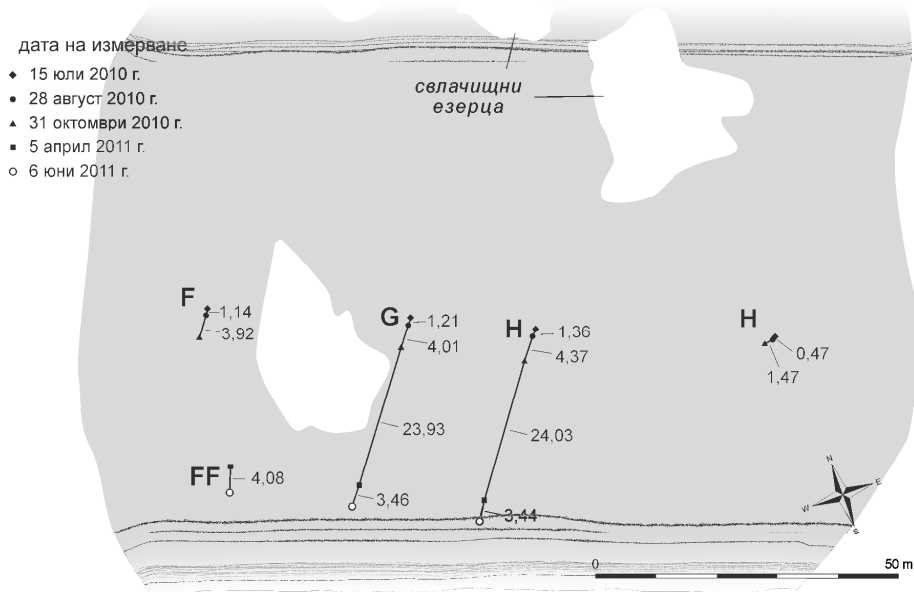 дата на измерване
15 юли 2010 г.
28 август 2010 г.
31 октомври 2010 г.
5 април 2011 г.
6 юни 2011 г.
свлачищни
езерца
F
1,14
3,92
G
1,21
4,01
23,93
3,46
H
1,36
4,37
24,03
3,44
H
0,47
1,47
FF
4,08
N
E
W
S
0
50 m